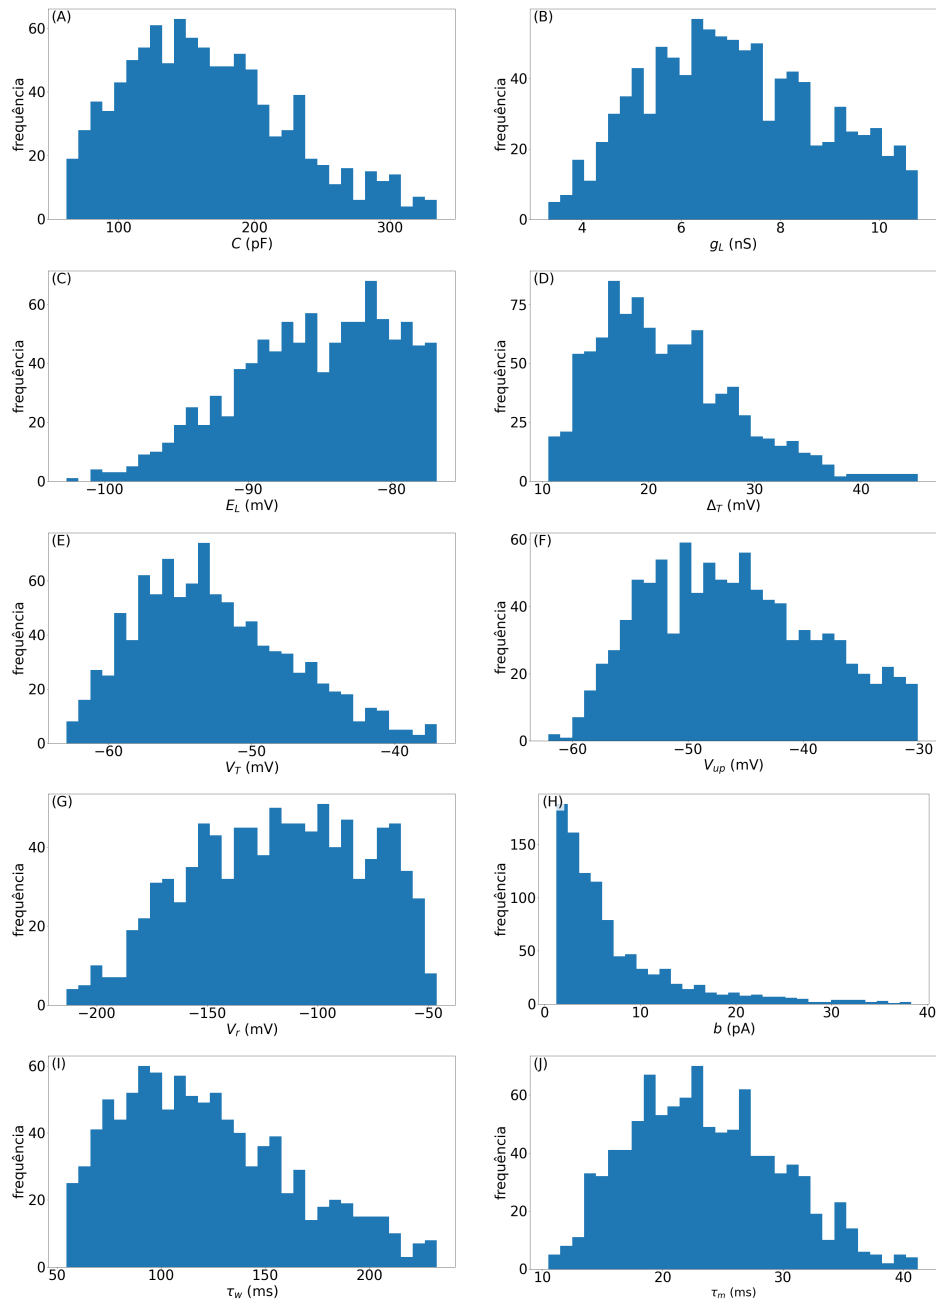 (A)
frequência
60
40
20
0
100
200
300
C (pF)
(B)
frequência
40
20
0
4
6
8
10
g_L (nS)
(C)
frequência
60
40
20
0
−100
−90
−80
E_L (mV)
(D)
frequência
75
50
25
0
10
20
30
40
Δ_T (mV)
(E)
frequência
60
40
20
0
−60
−50
−40
V_T (mV)
(F)
frequência
60
40
20
0
−60
−50
−40
−30
V_up (mV)
(G)
frequência
40
20
0
−200
−150
−100
−50
V_r (mV)
(H)
frequência
150
100
50
0
0
10
20
30
40
b (pA)
(I)
frequência
60
40
20
0
50
100
150
200
τ_w (ms)
(J)
frequência
60
40
20
0
10
20
30
40
τ_m (ms)